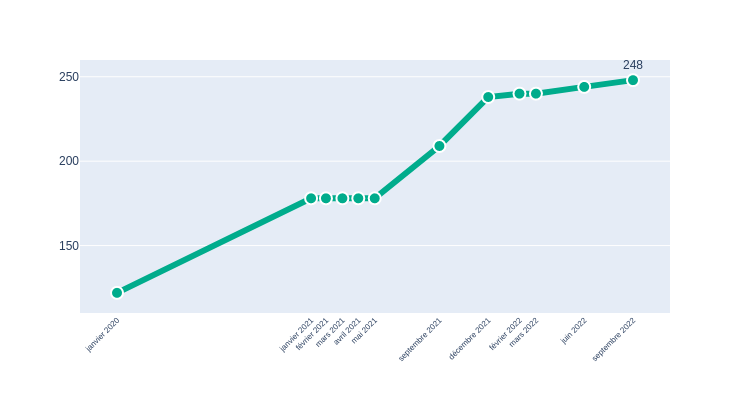 248
250
200
150
janvier 2020
janvier 2021
février 2021
mars 2021
avril 2021
mai 2021
septembre 2021
décembre 2021
février 2022
mars 2022
juin 2022
septembre 2022